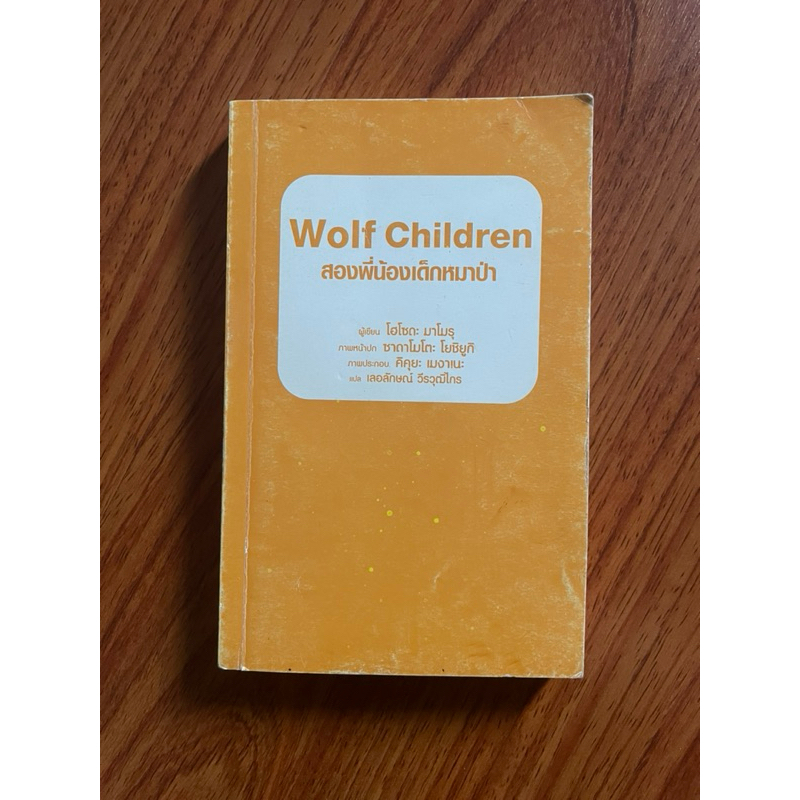 Wolf Children
สองพี่น้องเด็กหมาป่า
ผู้เขียน โฮโซดะ มาโมรุ
ภาพหน้าปก ซาดาโมโตะ โยชิยูกิ
ภาพประกอบ คิคุยะ เมงาเนะ
แปล เลอลักษณ์ วีรวุฒิไกร